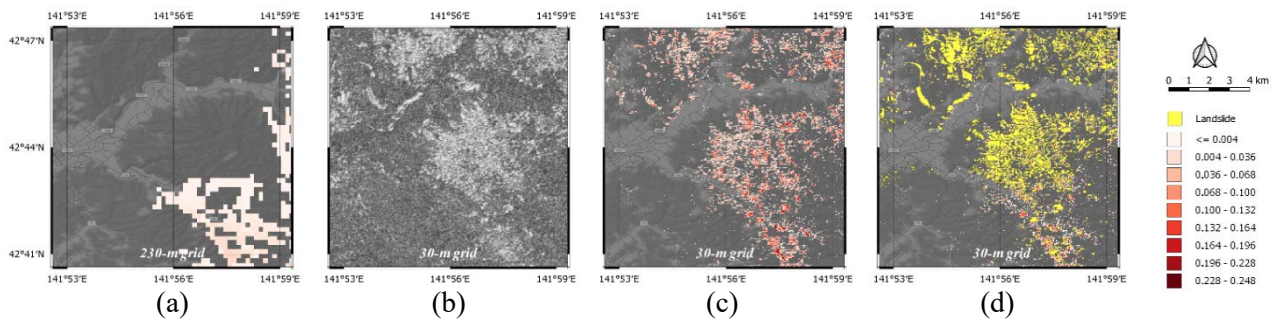 141°53'E 141°56'E 141°59'E 141°53'E 141°56'E 141°59'E 141°53'E 141°56'E 141°59'E 141°53'E 141°56'E 141°59'E
42°47'N
42°44'N
42°41'N
230-m grid 30-m grid 30-m grid 30-m grid
141°53'E 141°56'E 141°59'E 141°53'E 141°56'E 141°59'E 141°53'E 141°56'E 141°59'E 141°53'E 141°56'E 141°59'E
(a) (b) (c) (d)
0 1 2 3 4 km
Landslide
<= 0.004
0.004 - 0.036
0.036 - 0.068
0.068 - 0.100
0.100 - 0.132
0.132 - 0.164
0.164 - 0.196
0.196 - 0.228
0.228 - 0.248